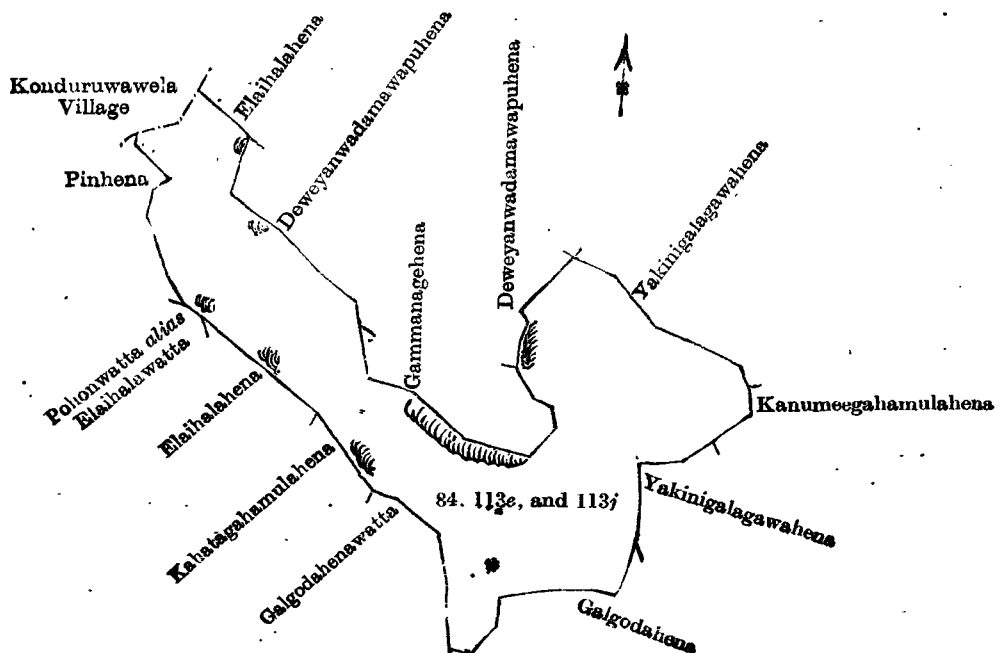 Konduruwawela
Village
Elaihalahena
Deweyanwadamawapuhena
Deweyanwadamawapuhena
Pinhena
Yakinigalagawahena
Gammanagehena
Pohonwatta alias
Elaihalawatta
Elaihalahena
Kanumeegahamulahena
Kahatagahamulahena
84. 113e, and 113j
Yakinigalagawahena
Galgodahenawatta
Galgodahena